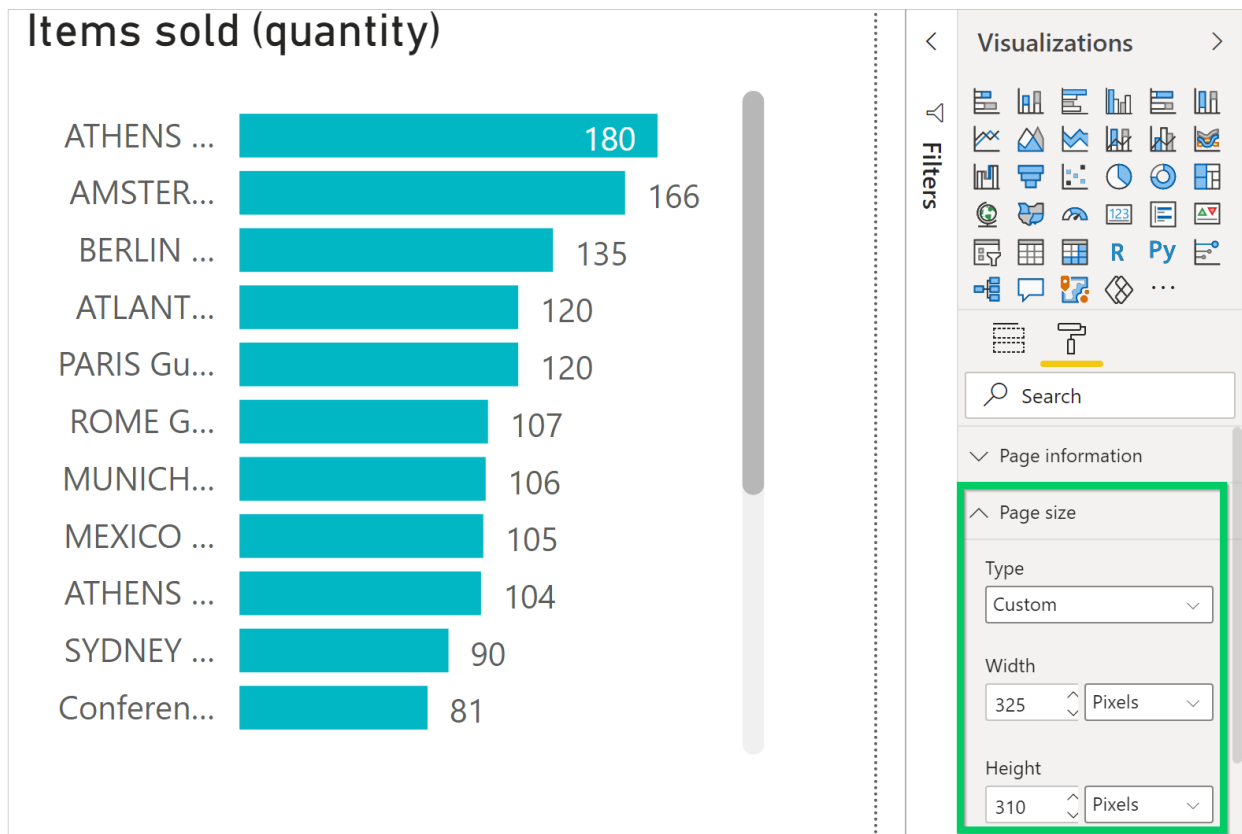 Items sold (quantity)
ATHENS ... 180
AMSTER... 166
BERLIN ... 135
ATLANT... 120
PARIS Gu... 120
ROME G... 107
MUNICH... 106
MEXICO ... 105
ATHENS ... 104
SYDNEY ... 90
Conferen... 81
Filters
Visualizations
123
R Py
...
Search
Page information
Page size
Type
Custom
Width
325 Pixels
Height
310 Pixels